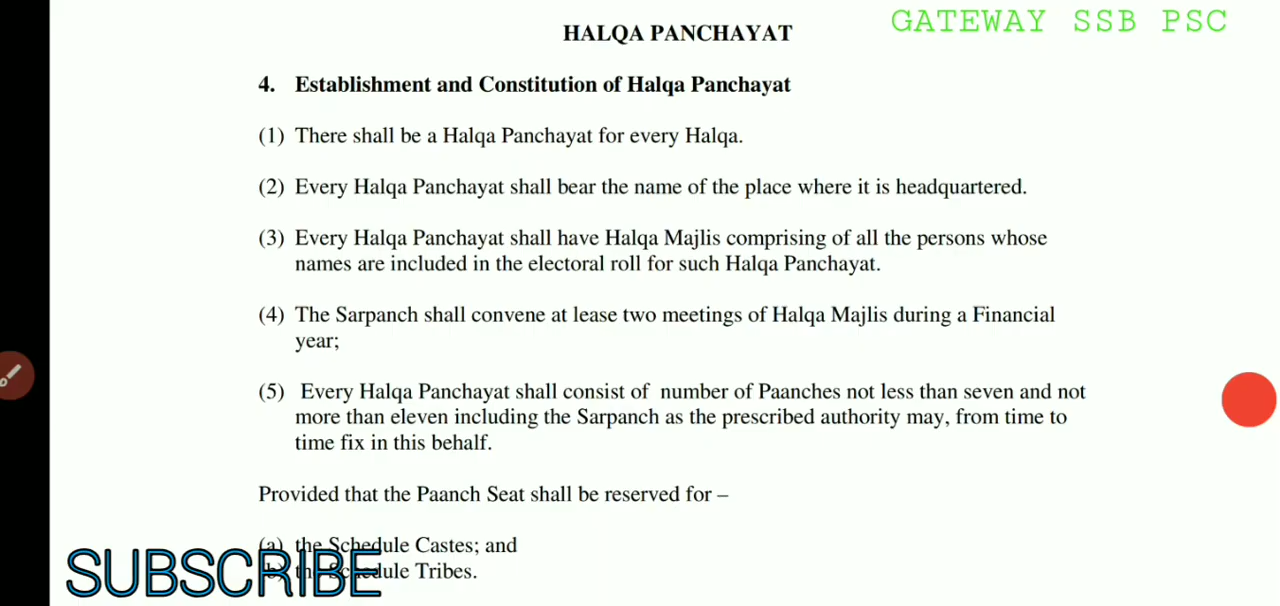 GATEWAY SSB PSC
HALQA PANCHAYAT
4. Establishment and Constitution of Halqa Panchayat
(1) There shall be a Halqa Panchayat for every Halqa.
(2) Every Halqa Panchayat shall bear the name of the place where it is headquartered.
(3) Every Halqa Panchayat shall have Halqa Majlis comprising of all the persons whose
names are included in the electoral roll for such Halqa Panchayat.
(4) The Sarpanch shall convene at lease two meetings of Halqa Majlis during a Financial
year;
(5) Every Halqa Panchayat shall consist of number of Paanches not less than seven and not
more than eleven including the Sarpanch as the prescribed authority may, from time to
time fix in this behalf.
Provided that the Paanch Seat shall be reserved for –
(a) the Schedule Castes; and
(b) the Schedule Tribes.
SUBSCRIBE